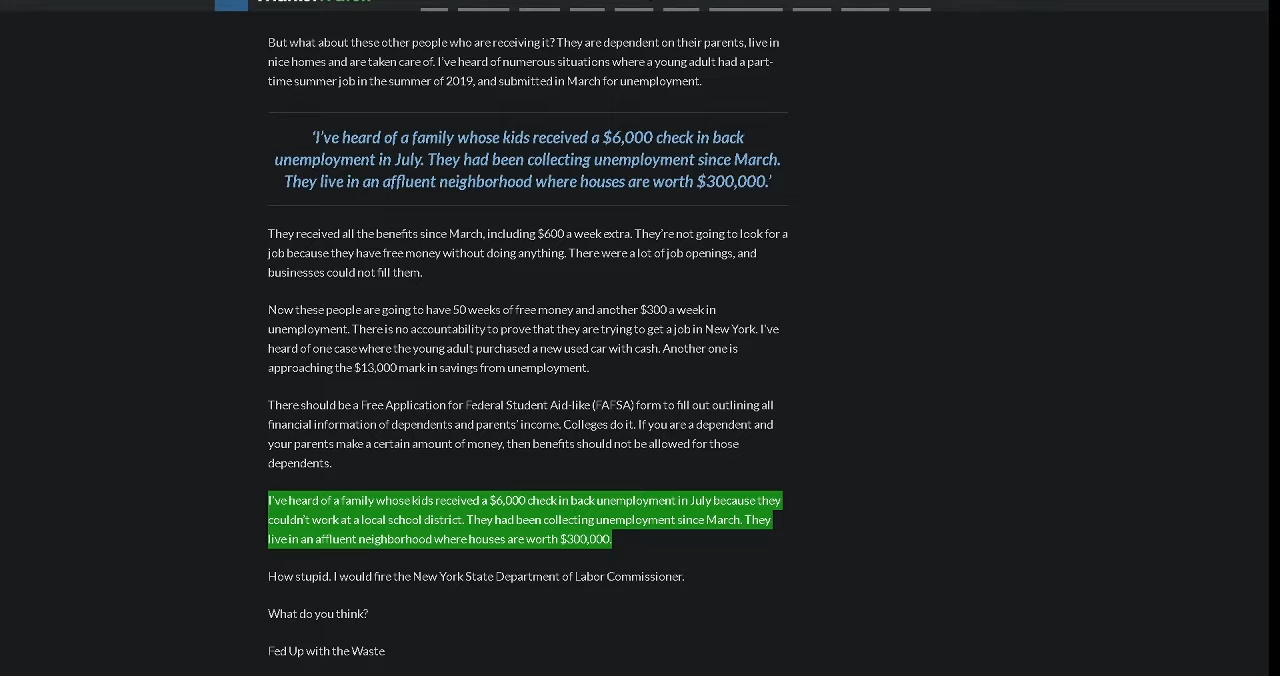 But what about these other people who are receiving it? They are dependent on their parents, live in
nice homes and are taken care of. I've heard of numerous situations where a young adult had a part-
time summer job in the summer of 2019, and submitted in March for unemployment.
‘I've heard of a family whose kids received a $6,000 check in back
unemployment in July. They had been collecting unemployment since March.
They live in an affluent neighborhood where houses are worth $300,000.’
They received all the benefits since March, including $600 a week extra. They're not going to look for a
job because they have free money without doing anything. There were a lot of job openings, and
businesses could not fill them.
Now these people are going to have 50 weeks of free money and another $300 a week in
unemployment. There is no accountability to prove that they are trying to get a job in New York. I've
heard of one case where the young adult purchased a new used car with cash. Another one is
approaching the $13,000 mark in savings from unemployment.
There should be a Free Application for Federal Student Aid-like (FAFSA) form to fill out outlining all
financial information of dependents and parents' income. Colleges do it. If you are a dependent and
your parents make a certain amount of money, then benefits should not be allowed for those
dependents.
I've heard of a family whose kids received a $6,000 check in back unemployment in July because they
couldn't work at a local school district. They had been collecting unemployment since March. They
live in an affluent neighborhood where houses are worth $300,000.
How stupid. I would fire the New York State Department of Labor Commissioner.
What do you think?
Fed Up with the Waste